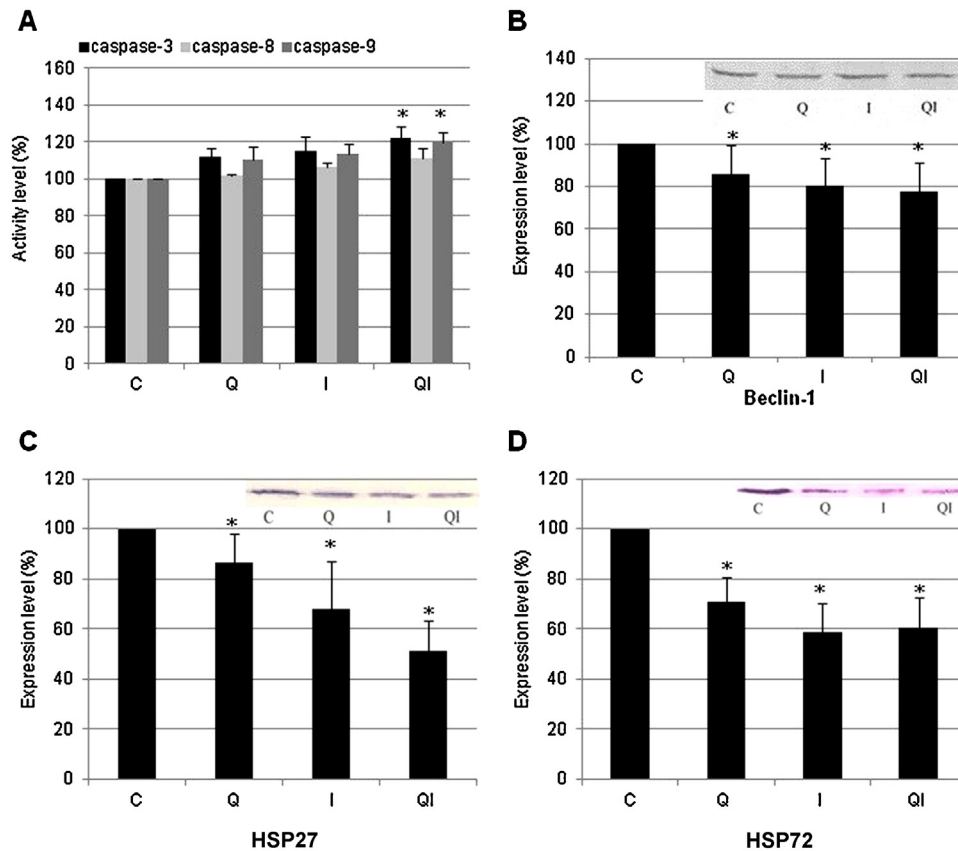 A
caspase-3 caspase-8 caspase-9
Activity level (%)
160
140
120
100
80
60
40
20
0
* *
C Q I QI
B
Expression level (%)
140
120
100
80
60
40
20
0
C Q I QI
* * *
C Q I QI
Beclin-1
C
Expression level (%)
120
100
80
60
40
20
0
C Q I QI
* * *
C Q I QI
HSP27
D
Expression level (%)
120
100
80
60
40
20
0
C Q I QI
* * *
C Q I QI
HSP72